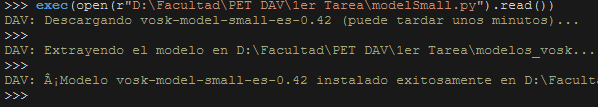 >>> exec(open(r"D:\Facultad\PET DAV\1er Tarea\modelSmall.py").read())
DAV: Descargando vosk-model-small-es-0.42 (puede tardar unos minutos)...
>>>
DAV: Extrayendo el modelo en D:\Facultad\PET DAV\1er Tarea\modelos_vosk...
>>>
DAV: Â¡Modelo vosk-model-small-es-0.42 instalado exitosamente en D:\Faculta
>>>